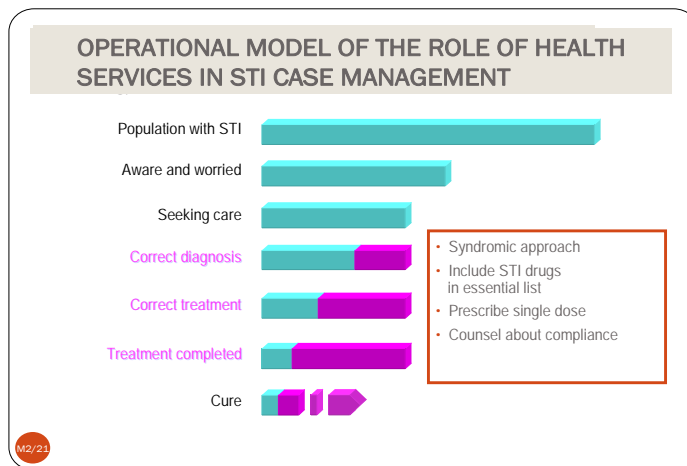 OPERATIONAL MODEL OF THE ROLE OF HEALTH
SERVICES IN STI CASE MANAGEMENT
Population with STI
Aware and worried
Seeking care
Correct diagnosis
Correct treatment
Treatment completed
Cure
• Syndromic approach
• Include STI drugs
in essential list
• Prescribe single dose
• Counsel about compliance
M2/21